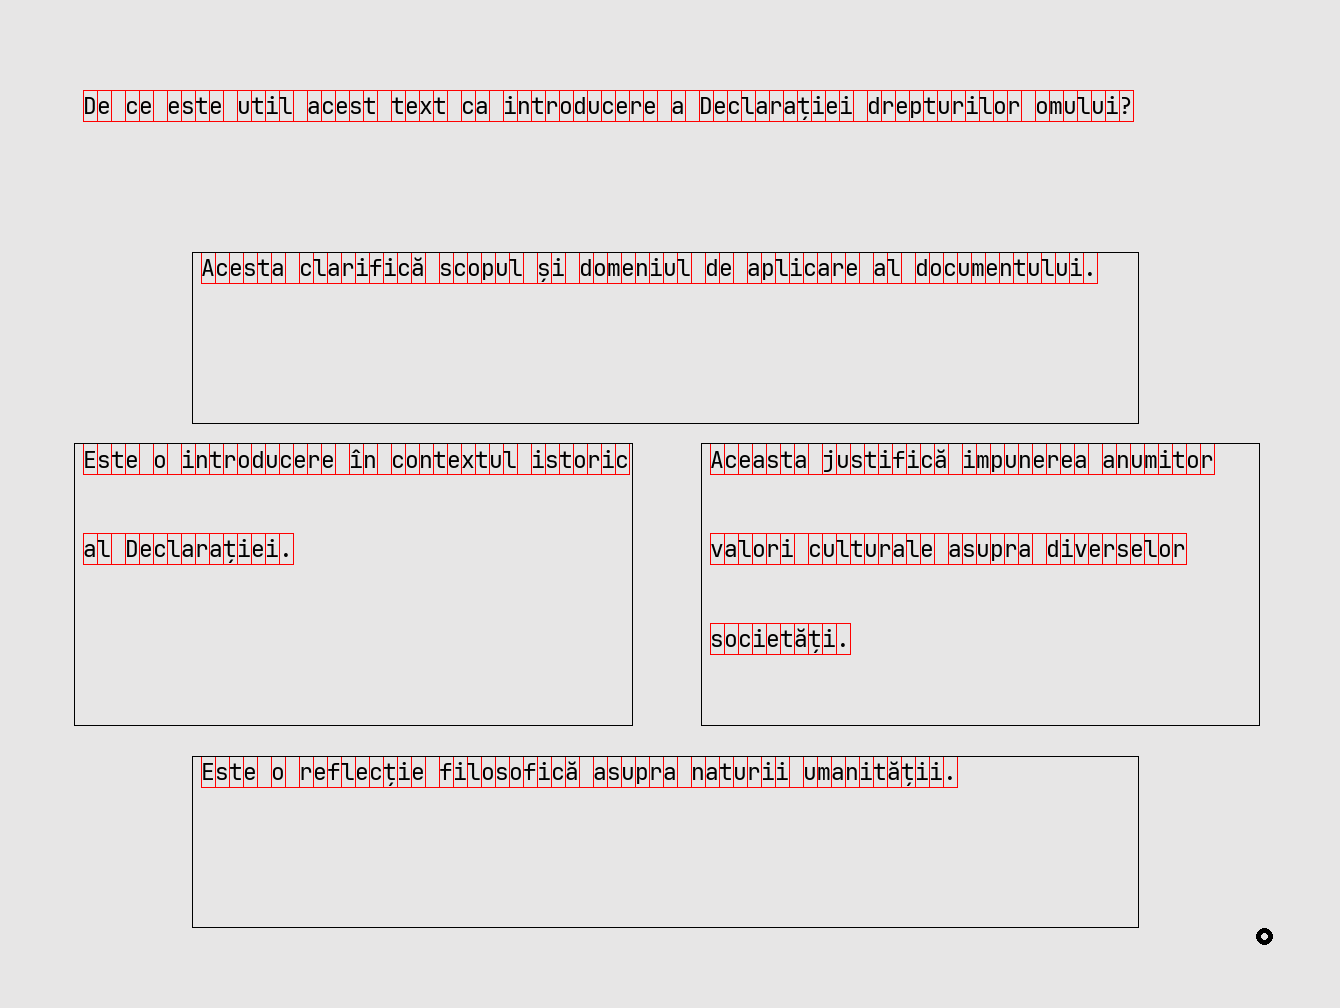 De ce este util acest text ca introducere a Declarației drepturilor omului?
Acesta clarifică scopul și domeniul de aplicare al documentului.
Este o introducere în contextul istoric
al Declarației.
Aceasta justifică impunerea anumitor
valori culturale asupra diverselor
societăți.
Este o reflecție filosofică asupra naturii umanității.